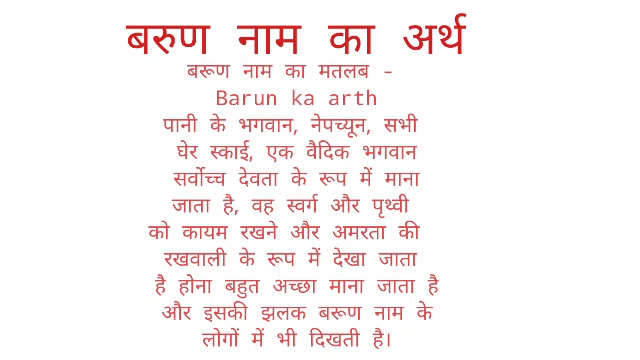 बरुण नाम का अर्थ
बरूण नाम का मतलब -
Barun ka arth
पानी के भगवान, नेपच्यून, सभी
घेर स्काई, एक वैदिक भगवान
सर्वोच्च देवता के रूप में माना
जाता है, वह स्वर्ग और पृथ्वी
को कायम रखने और अमरता की
रखवाली के रूप में देखा जाता
है होना बहुत अच्छा माना जाता है
और इसकी झलक बरूण नाम के
लोगों में भी दिखती है।